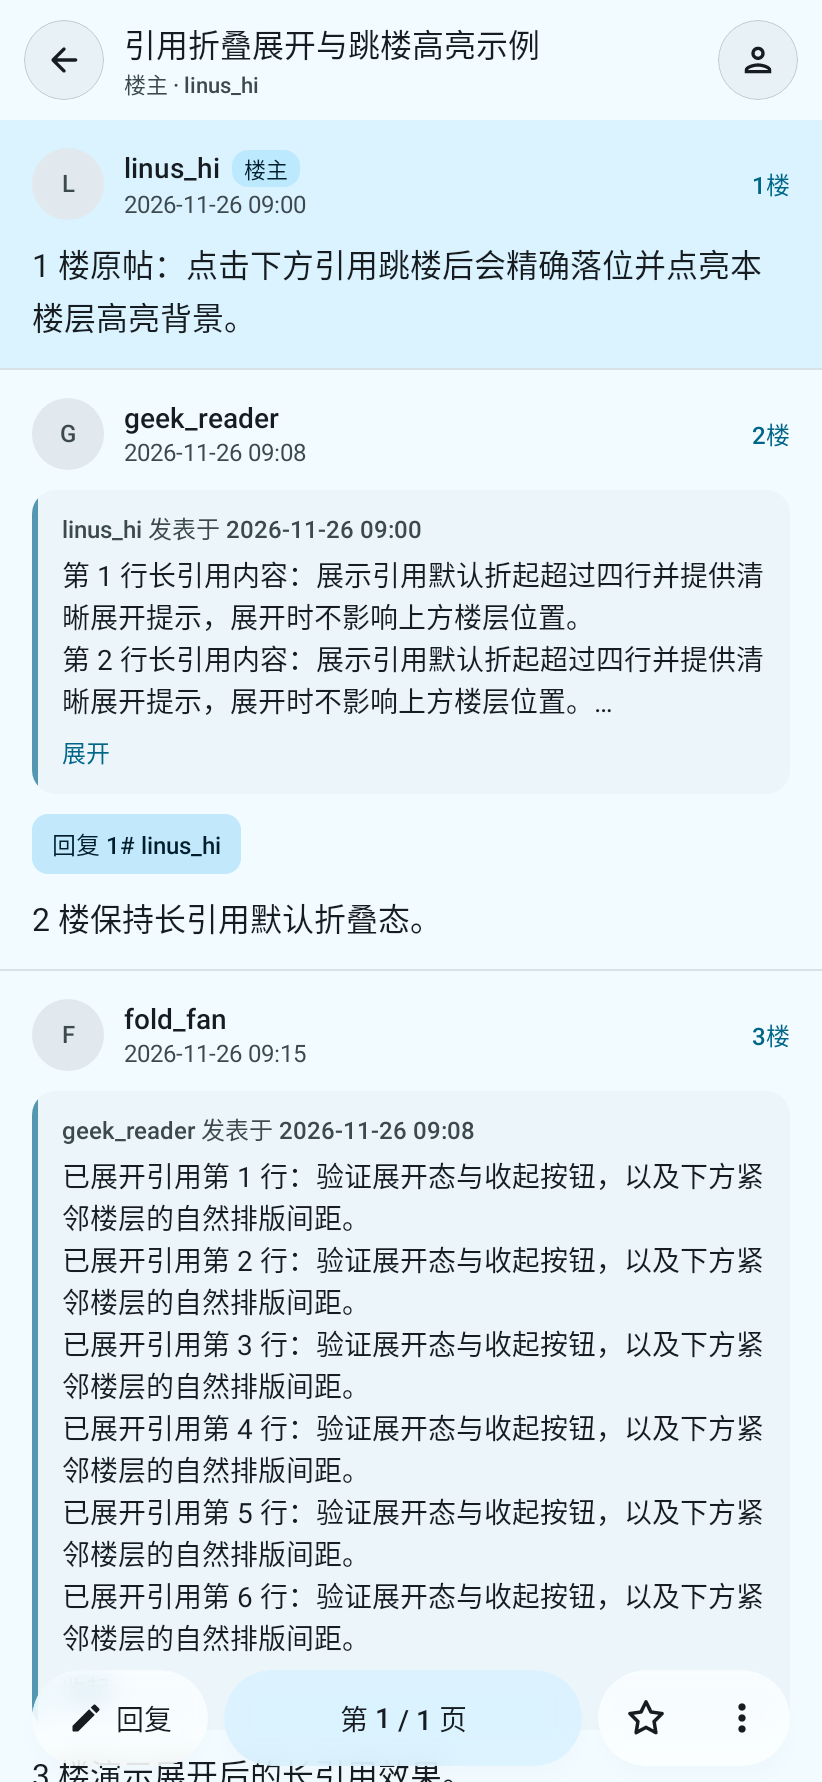 引用折叠展开与跳楼高亮示例
楼主 · linus_hi
L
linus_hi 楼主
1楼
2026-11-26 09:00
1 楼原帖：点击下方引用跳楼后会精确落位并点亮本
楼层高亮背景。
G
geek_reader
2楼
2026-11-26 09:08
linus_hi 发表于 2026-11-26 09:00
第 1 行长引用内容：展示引用默认折起超过四行并提供清
晰展开提示，展开时不影响上方楼层位置。
第 2 行长引用内容：展示引用默认折起超过四行并提供清
晰展开提示，展开时不影响上方楼层位置。…
展开
回复 1# linus_hi
2 楼保持长引用默认折叠态。
F
fold_fan
3楼
2026-11-26 09:15
geek_reader 发表于 2026-11-26 09:08
已展开引用第 1 行：验证展开态与收起按钮，以及下方紧
邻楼层的自然排版间距。
已展开引用第 2 行：验证展开态与收起按钮，以及下方紧
邻楼层的自然排版间距。
已展开引用第 3 行：验证展开态与收起按钮，以及下方紧
邻楼层的自然排版间距。
已展开引用第 4 行：验证展开态与收起按钮，以及下方紧
邻楼层的自然排版间距。
已展开引用第 5 行：验证展开态与收起按钮，以及下方紧
邻楼层的自然排版间距。
已展开引用第 6 行：验证展开态与收起按钮，以及下方紧
邻楼层的自然排版间距。
回复
第 1 / 1 页
3 楼演示展开后的长引用效果。